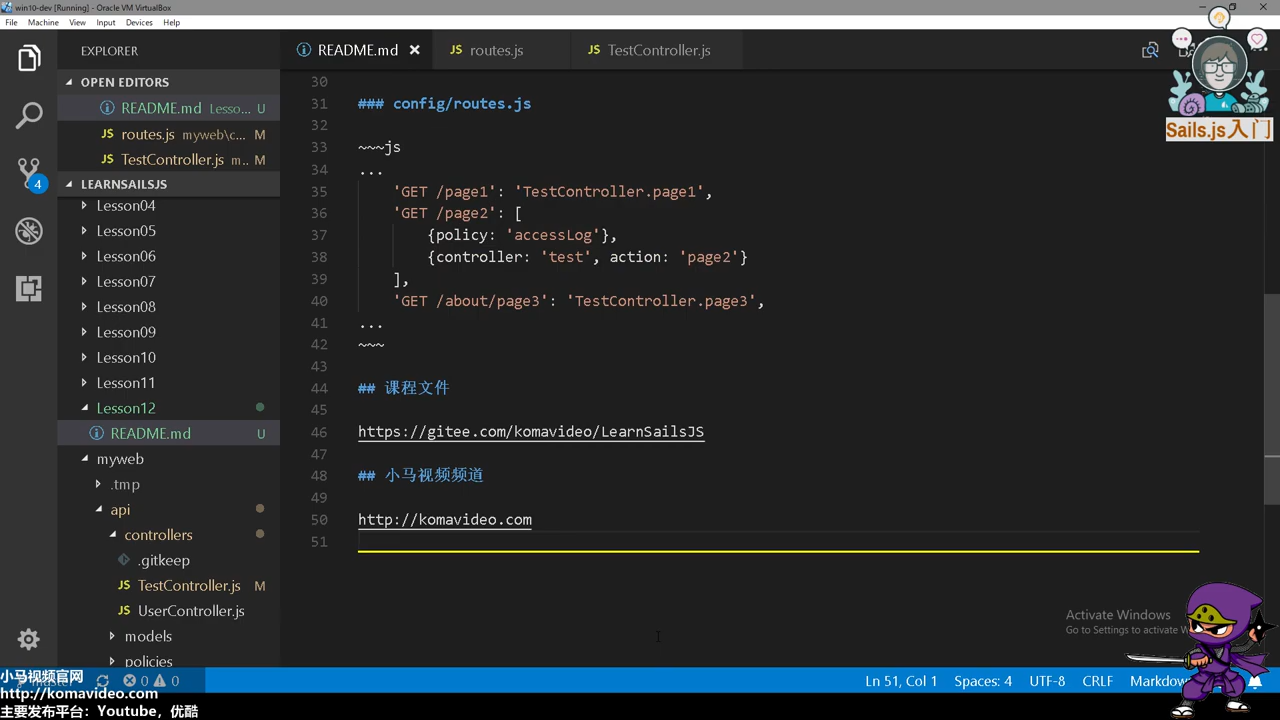 win10-dev [Running] - Oracle VM VirtualBox
File Machine View Input Devices Help
EXPLORER
README.md
routes.js
TestController.js
OPEN EDITORS
README.md Lesso... U
routes.js myweb\c... M
TestController.js m... M
LEARNSAILSJS
Lesson04
Lesson05
Lesson06
Lesson07
Lesson08
Lesson09
Lesson10
Lesson11
Lesson12
README.md U
myweb
.tmp
api
controllers
.gitkeep
TestController.js M
UserController.js
models
policies
4
30
31 ### config/routes.js
32
33 ~~~js
34 ...
35 'GET /page1': 'TestController.page1',
36 'GET /page2': [
37 {policy: 'accessLog'},
38 {controller: 'test', action: 'page2'}
39 ],
40 'GET /about/page3': 'TestController.page3',
41 ...
42 ~~~
43
44 ## 课程文件
45
46 https://gitee.com/komavideo/LearnSailsJS
47
48 ## 小马视频频道
49
50 http://komavideo.com
51
Sails.js入门
Activate Windows
Go to Settings to activate W
小马视频官网
http://komavideo.com
主要发布平台：Youtube，优酷
0 0
Ln 51, Col 1 Spaces: 4 UTF-8 CRLF Markdow